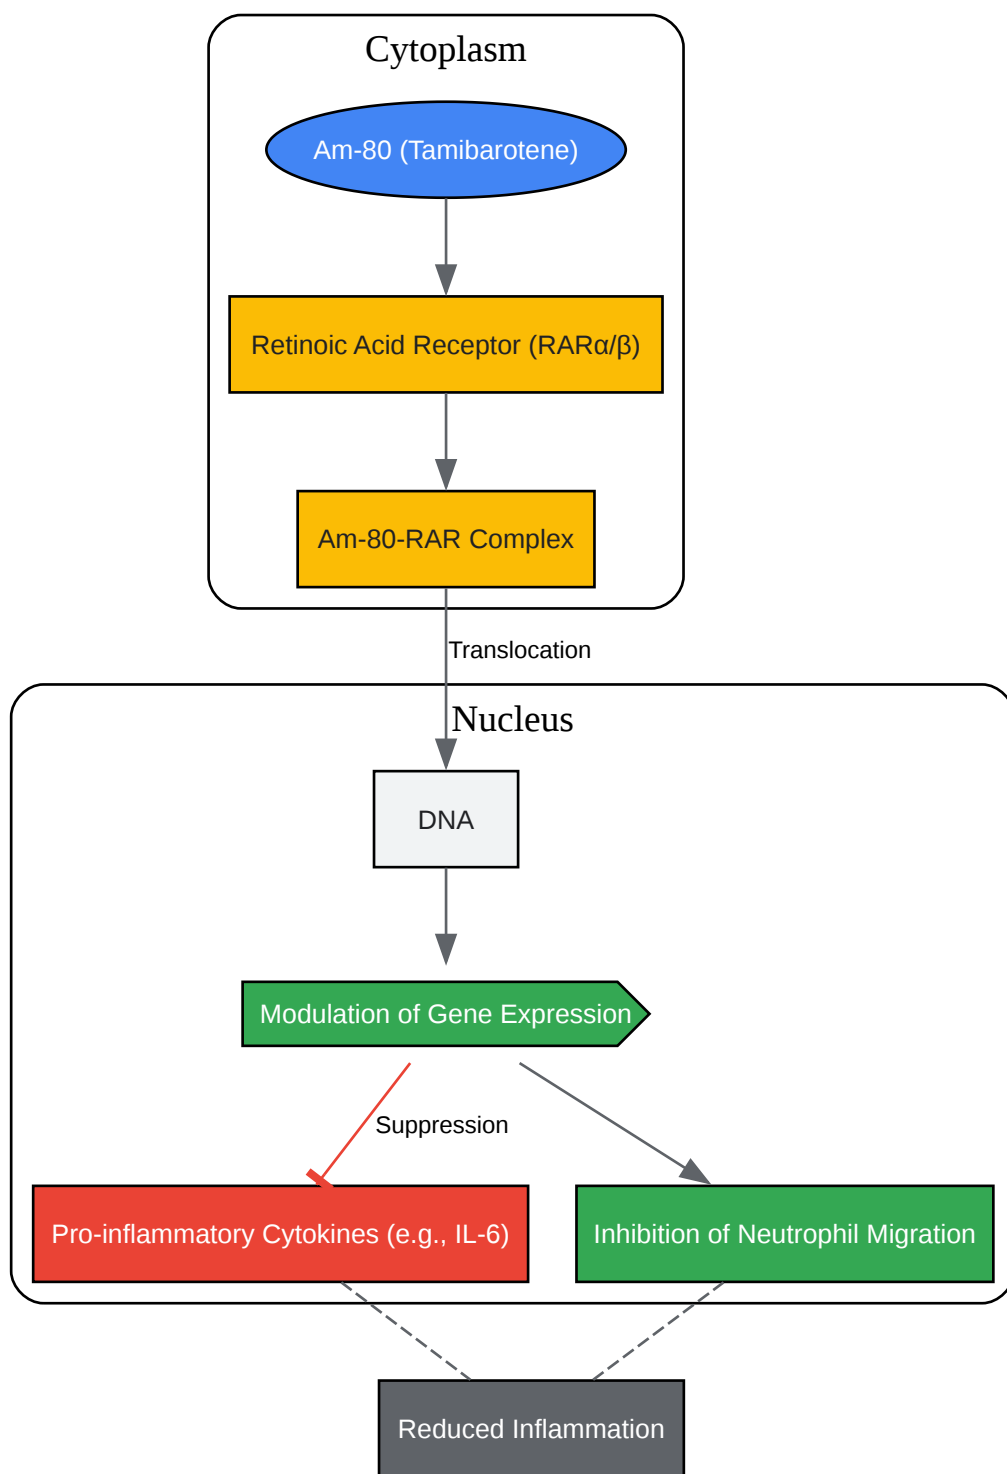 Cytoplasm
Am-80 (Tamibarotene)
Retinoic Acid Receptor (RARα/β)
Am-80-RAR Complex
Translocation
Nucleus
DNA
Modulation of Gene Expression
Suppression
Pro-inflammatory Cytokines (e.g., IL-6)
Inhibition of Neutrophil Migration
Reduced Inflammation